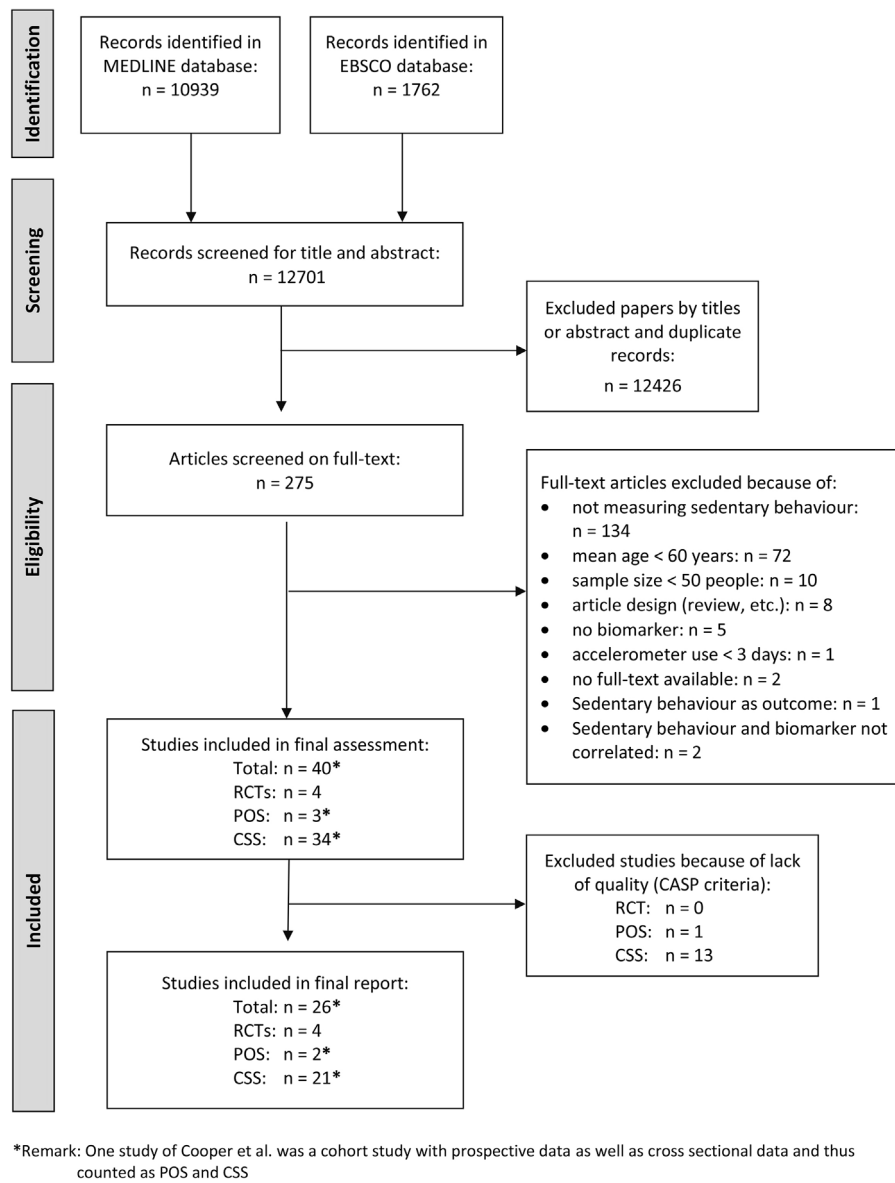 Identification
Records identified in
MEDLINE database:
n = 10939
Records identified in
EBSCO database:
n = 1762
Screening
Records screened for title and abstract:
n = 12701
Excluded papers by titles
or abstract and duplicate
records:
n = 12426
Eligibility
Articles screened on full-text:
n = 275
Full-text articles excluded because of:
• not measuring sedentary behaviour:
n = 134
• mean age < 60 years: n = 72
• sample size < 50 people: n = 10
• article design (review, etc.): n = 8
• no biomarker: n = 5
• accelerometer use < 3 days: n = 1
• no full-text available: n = 2
• Sedentary behaviour as outcome: n = 1
• Sedentary behaviour and biomarker not
correlated: n = 2
Included
Studies included in final assessment:
Total: n = 40*
RCTs: n = 4
POS: n = 3*
CSS: n = 34*
Excluded studies because of lack
of quality (CASP criteria):
RCT: n = 0
POS: n = 1
CSS: n = 13
Studies included in final report:
Total: n = 26*
RCTs: n = 4
POS: n = 2*
CSS: n = 21*
*Remark: One study of Cooper et al. was a cohort study with prospective data as well as cross sectional data and thus
counted as POS and CSS